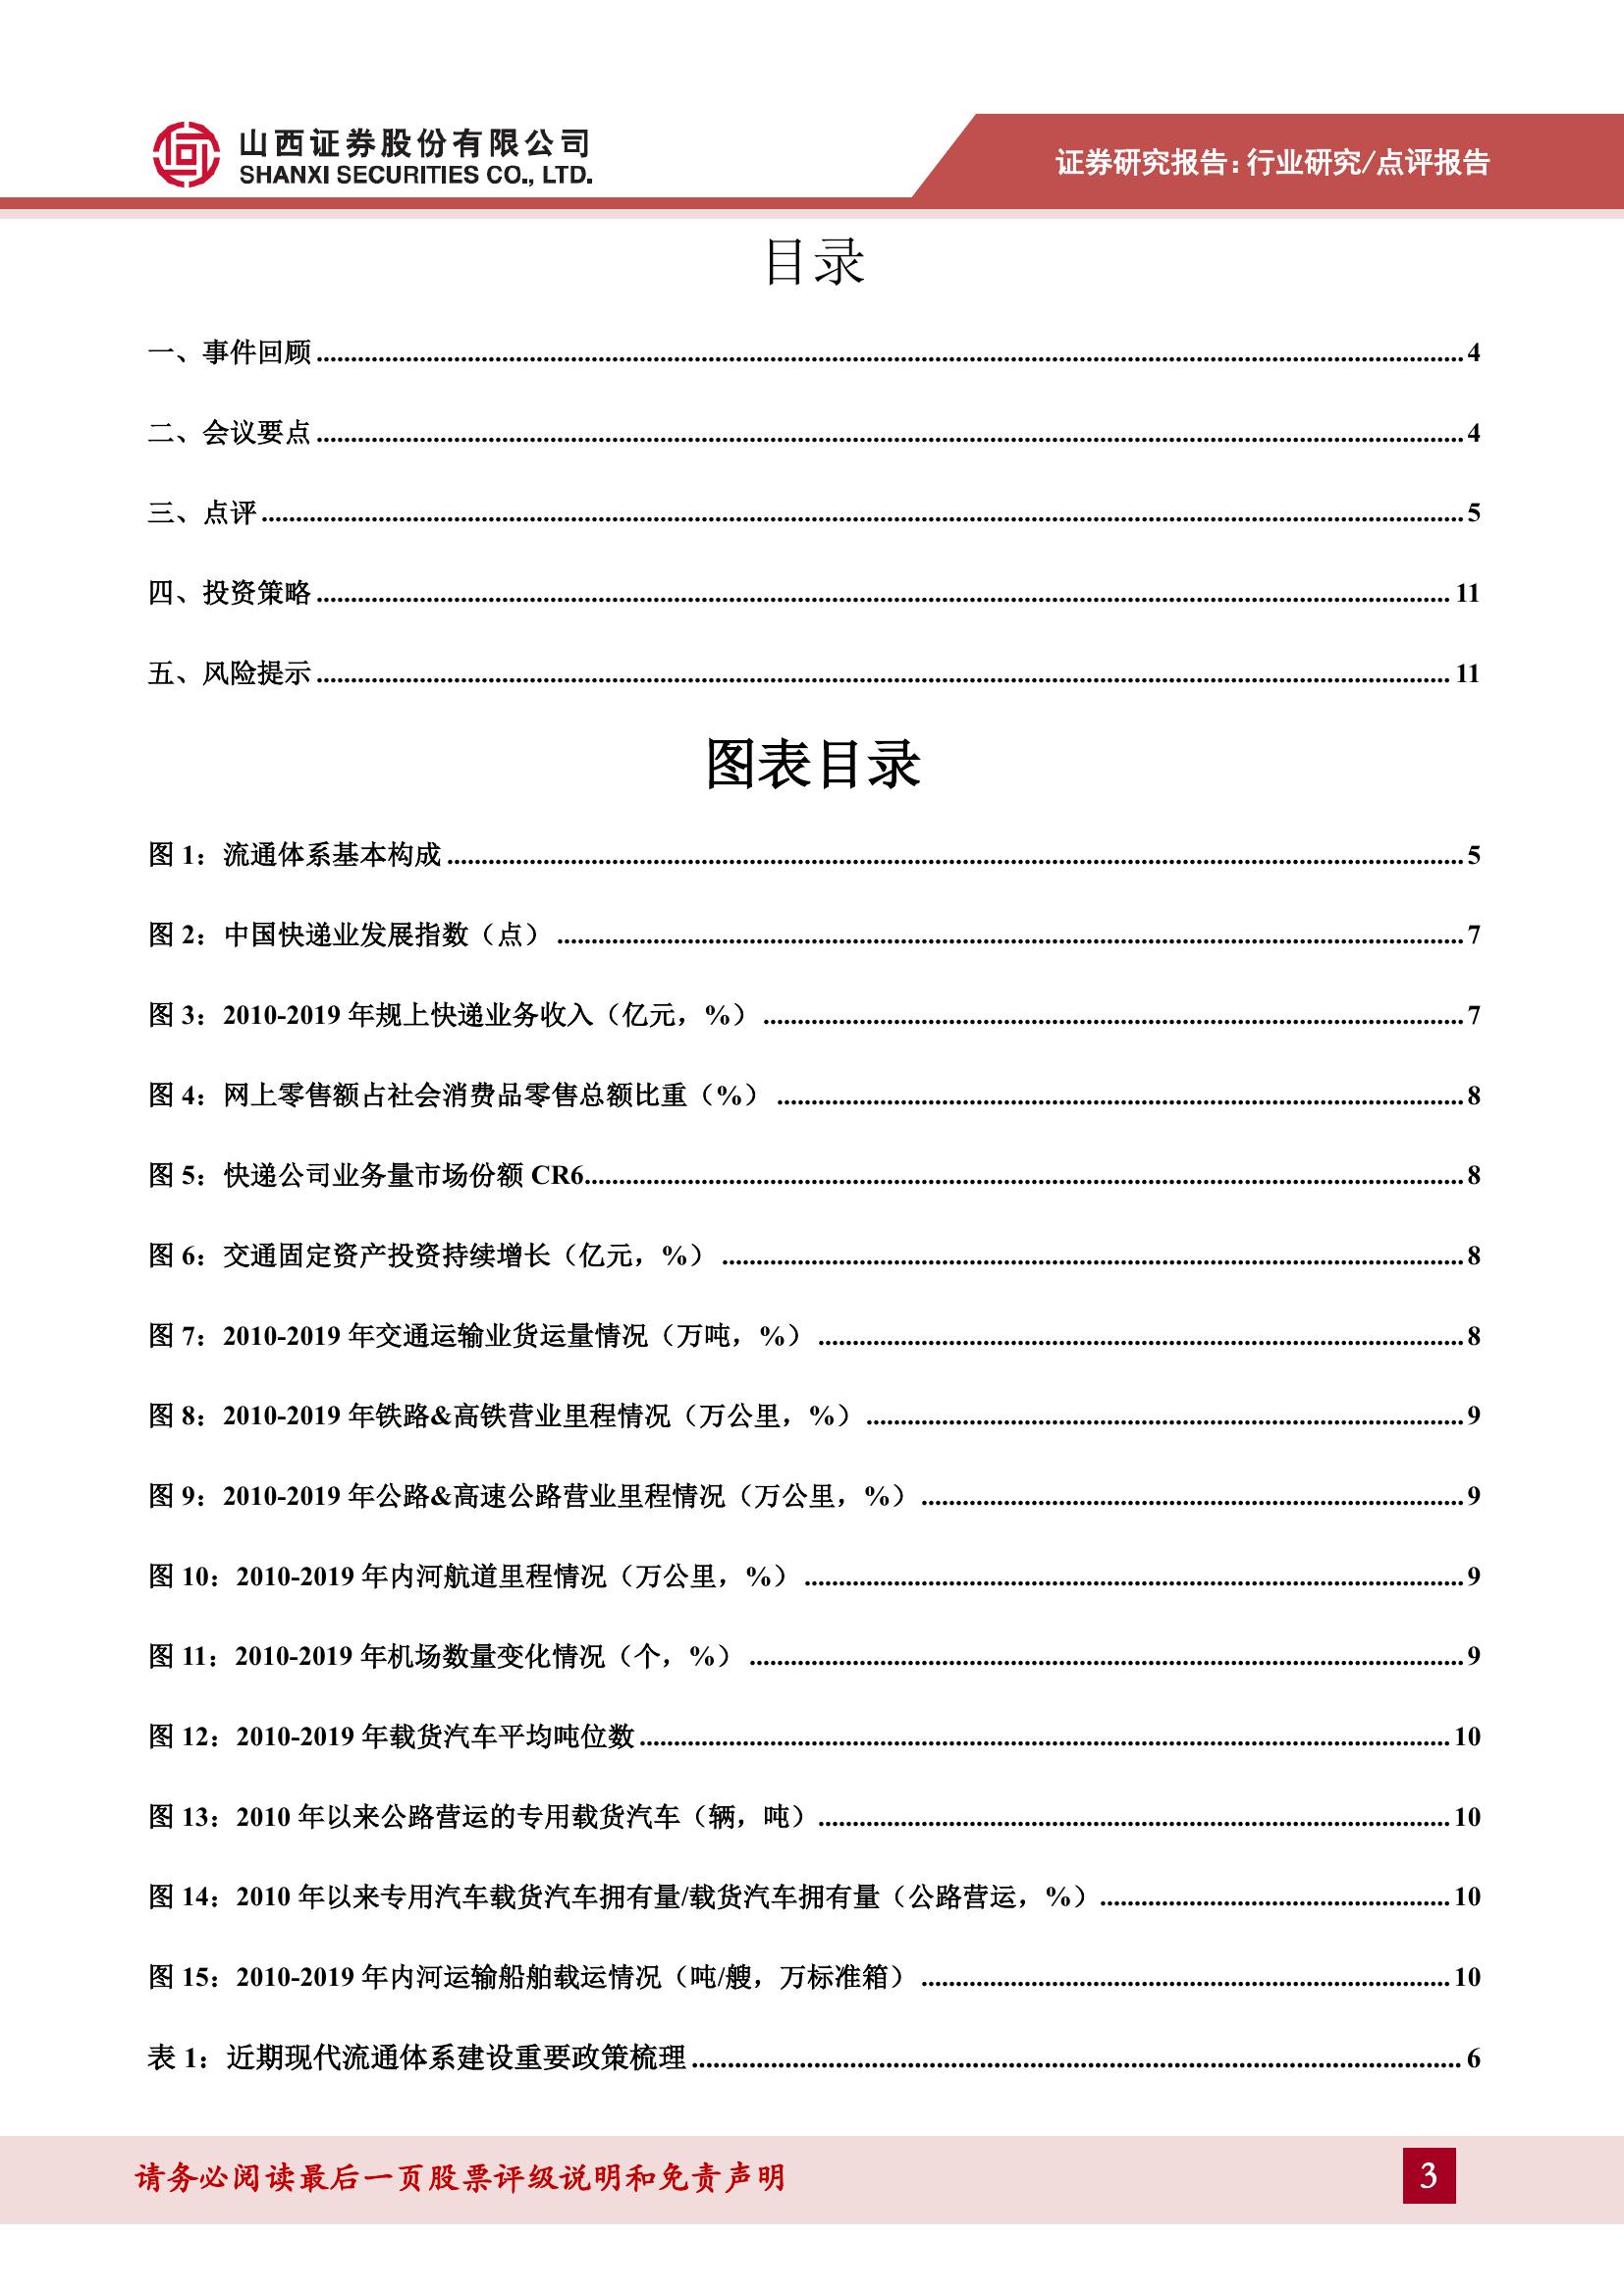 山西证券股份有限公司
SHANXI SECURITIES CO., LTD.
证券研究报告：行业研究/点评报告
目录
一、事件回顾 4
二、会议要点 4
三、点评 5
四、投资策略 11
五、风险提示 11
图表目录
图 1：流通体系基本构成 5
图 2：中国快递业发展指数（点） 7
图 3：2010-2019 年规上快递业务收入（亿元，%） 7
图 4：网上零售额占社会消费品零售总额比重（%） 8
图 5：快递公司业务量市场份额 CR6 8
图 6：交通固定资产投资持续增长（亿元，%） 8
图 7：2010-2019 年交通运输业货运量情况（万吨，%） 8
图 8：2010-2019 年铁路&高铁营业里程情况（万公里，%） 9
图 9：2010-2019 年公路&高速公路营业里程情况（万公里，%） 9
图 10：2010-2019 年内河航道里程情况（万公里，%） 9
图 11：2010-2019 年机场数量变化情况（个，%） 9
图 12：2010-2019 年载货汽车平均吨位数 10
图 13：2010 年以来公路营运的专用载货汽车（辆，吨） 10
图 14：2010 年以来专用汽车载货汽车拥有量/载货汽车拥有量（公路营运，%） 10
图 15：2010-2019 年内河运输船舶载运情况（吨/艘，万标准箱） 10
表 1：近期现代流通体系建设重要政策梳理 6
请务必阅读最后一页股票评级说明和免责声明
3